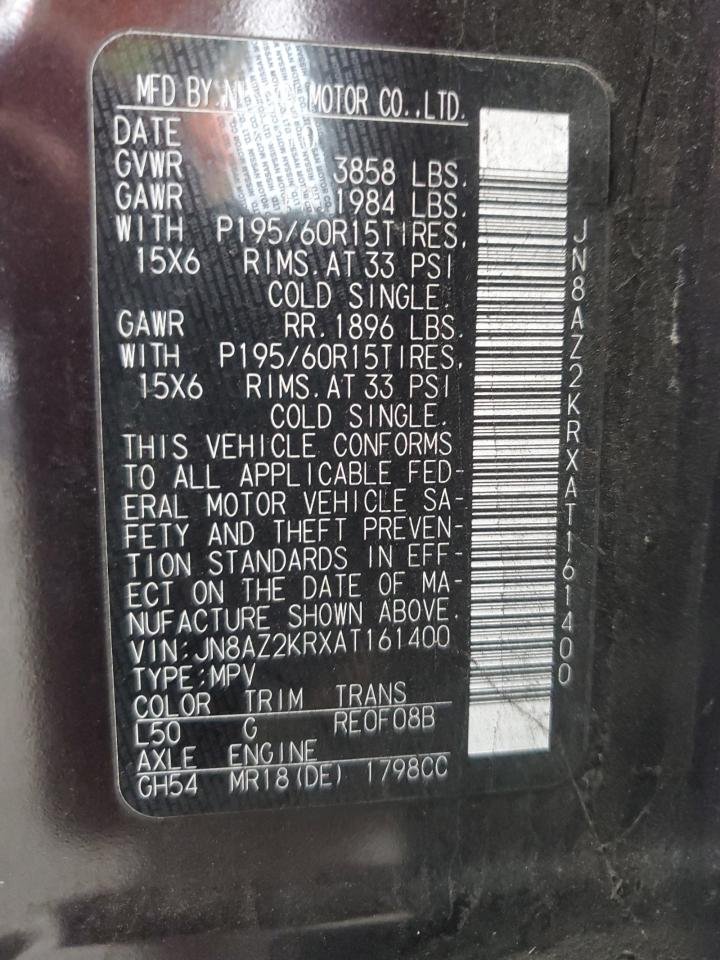 MFD BY: MOTOR CO.,LTD.
DATE
GVWR 3858 LBS.
GAWR 1984 LBS.
WITH P195/60R15TIRES,
15X6 RIMS.AT 33 PSI
COLD SINGLE.
GAWR RR.1896 LBS.
WITH P195/60R15TIRES,
15X6 RIMS.AT 33 PSI
COLD SINGLE.
THIS VEHICLE CONFORMS
TO ALL APPLICABLE FED-
ERAL MOTOR VEHICLE SA-
FETY AND THEFT PREVEN-
TION STANDARDS IN EFF-
ECT ON THE DATE OF MA-
NUFACTURE SHOWN ABOVE.
VIN:JN8AZ2KRXAT161400
TYPE:MPV
COLOR TRIM TRANS
L50 G RE0F08B
AXLE ENGINE
GH54 MR18(DE) 1798CC
JN8AZ2KRXAT161400